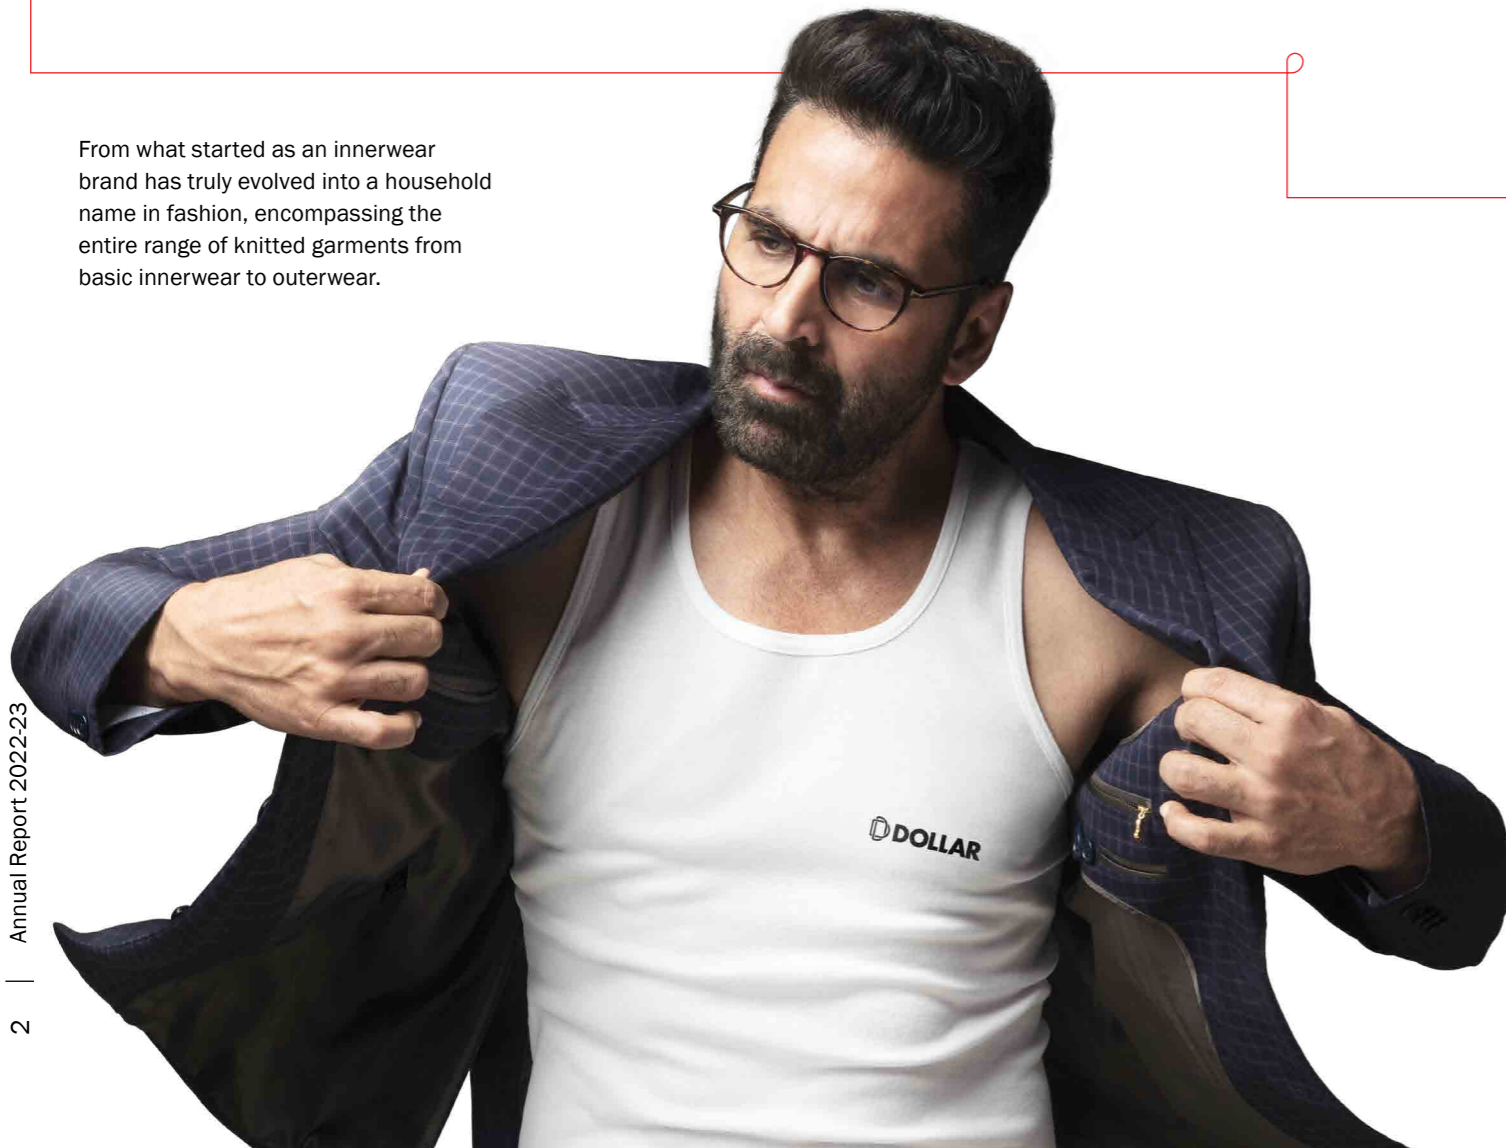 From what started as an innerwear
brand has truly evolved into a household
name in fashion, encompassing the
entire range of knitted garments from
basic innerwear to outerwear.
DOLLAR
2 | Annual Report 2022-23